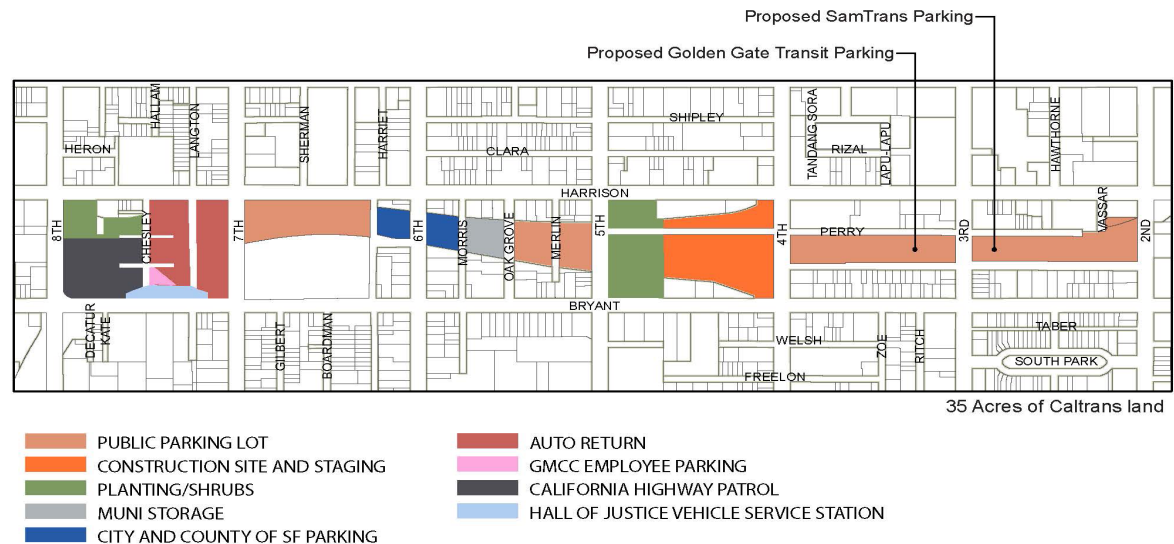 Proposed SamTrans Parking
Proposed Golden Gate Transit Parking
HALLAM
LANGTON
SHERMAN
HARRIET
SHIPLEY
TANDANG SORA
HAWTHORNE
HERON
CLARA
RIZAL
LAPU-LAPU
HARRISON
8TH
CHESLEY
7TH
6TH
MORRIS
OAK GROVE
MERLIN
5TH
4TH
PERRY
3RD
VASSAR
2ND
BRYANT
DECATUR
KATE
GILBERT
BOARDMAN
WELSH
ZOE
RITCH
TABER
SOUTH PARK
FREELON
35 Acres of Caltrans land
PUBLIC PARKING LOT
CONSTRUCTION SITE AND STAGING
PLANTING/SHRUBS
MUNI STORAGE
CITY AND COUNTY OF SF PARKING
AUTO RETURN
GMCC EMPLOYEE PARKING
CALIFORNIA HIGHWAY PATROL
HALL OF JUSTICE VEHICLE SERVICE STATION